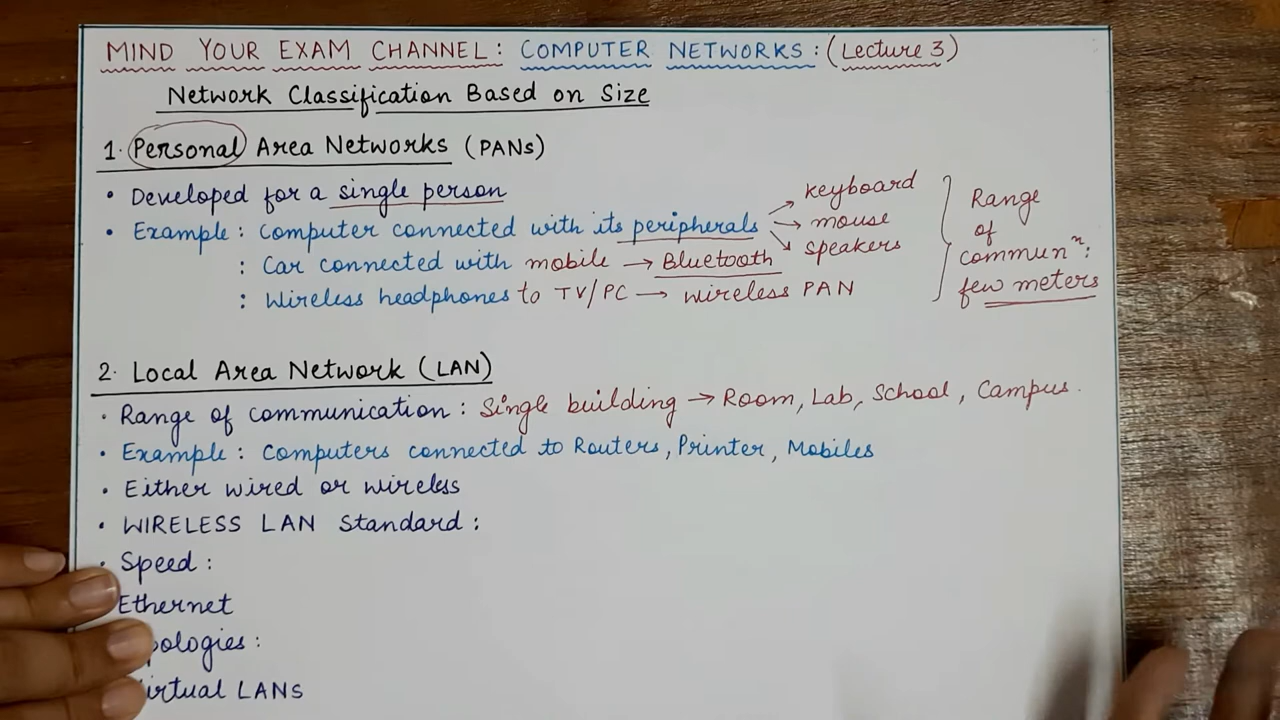 MIND YOUR EXAM CHANNEL: COMPUTER NETWORKS: (Lecture 3)
Network Classification Based on Size
1. Personal Area Networks (PANs)
• Developed for a single person
• Example: Computer connected with its peripherals → keyboard → mouse → speakers
: Car connected with mobile → Bluetooth
: Wireless headphones to TV/PC → wireless PAN
Range
of
commun^n:
few meters
2. Local Area Network (LAN)
• Range of communication: Single building → Room, Lab, School, Campus.
• Example: Computers connected to Routers, Printer, Mobiles
• Either wired or wireless
• WIRELESS LAN Standard:
• Speed:
Ethernet
pologies:
irtual LANs